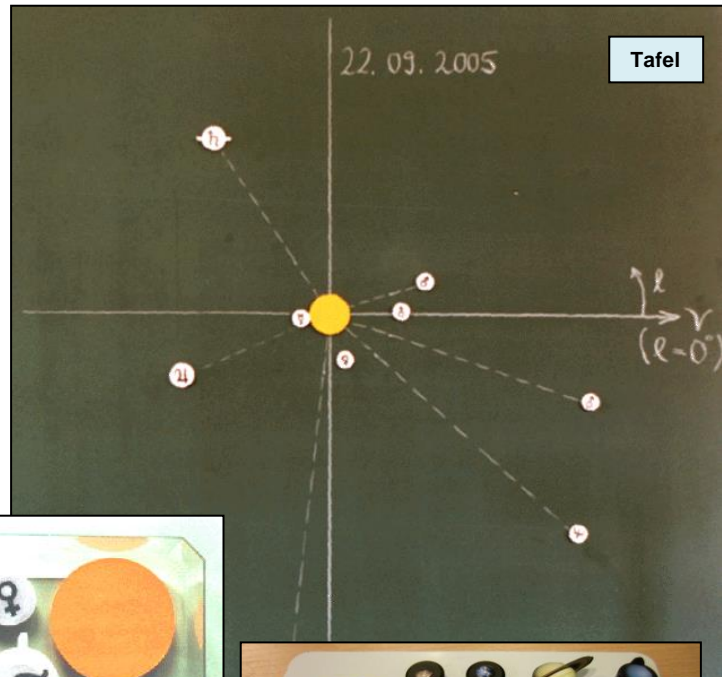 22. 09. 2005
Tafel
♄
♂
ℓ
♈
(ℓ=0°)
♃
♀
♆
♀